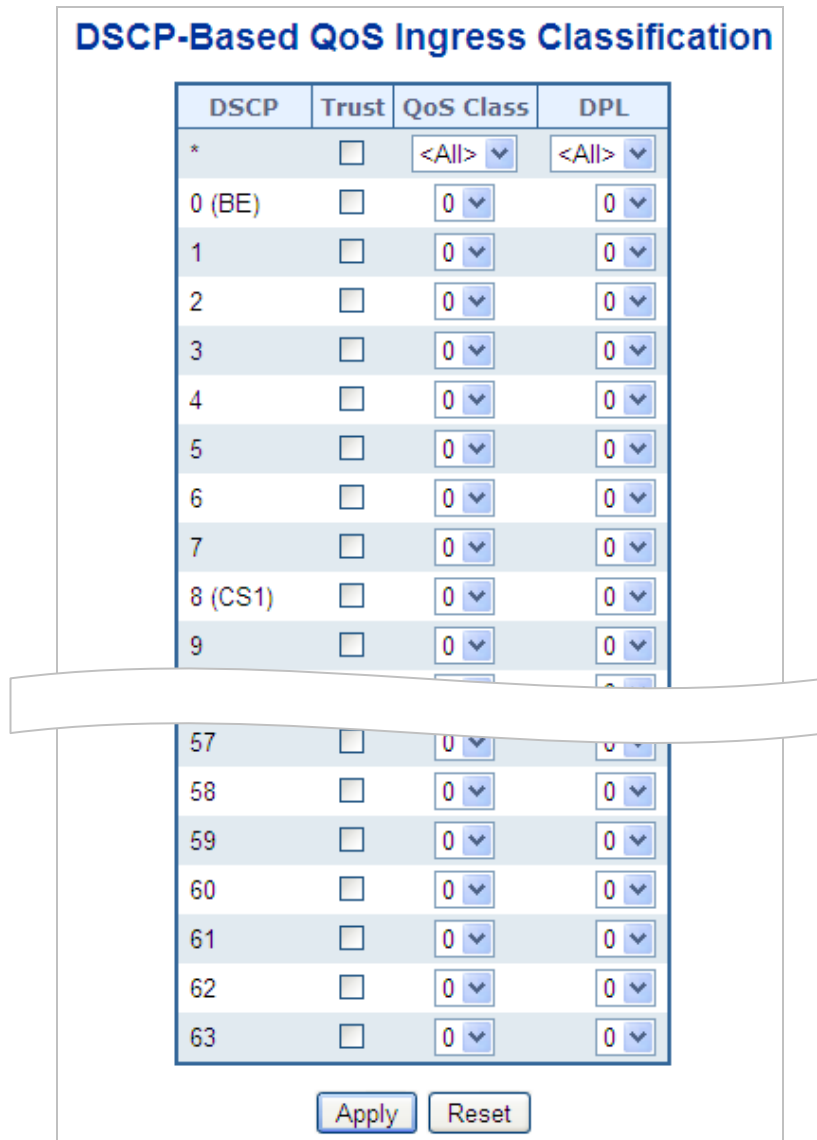 DSCP-Based QoS Ingress Classification
DSCP Trust QoS Class DPL
* <All> <All>
0 (BE) 0 0
1 0 0
2 0 0
3 0 0
4 0 0
5 0 0
6 0 0
7 0 0
8 (CS1) 0 0
9 0 0
57 0 0
58 0 0
59 0 0
60 0 0
61 0 0
62 0 0
63 0 0
Apply Reset